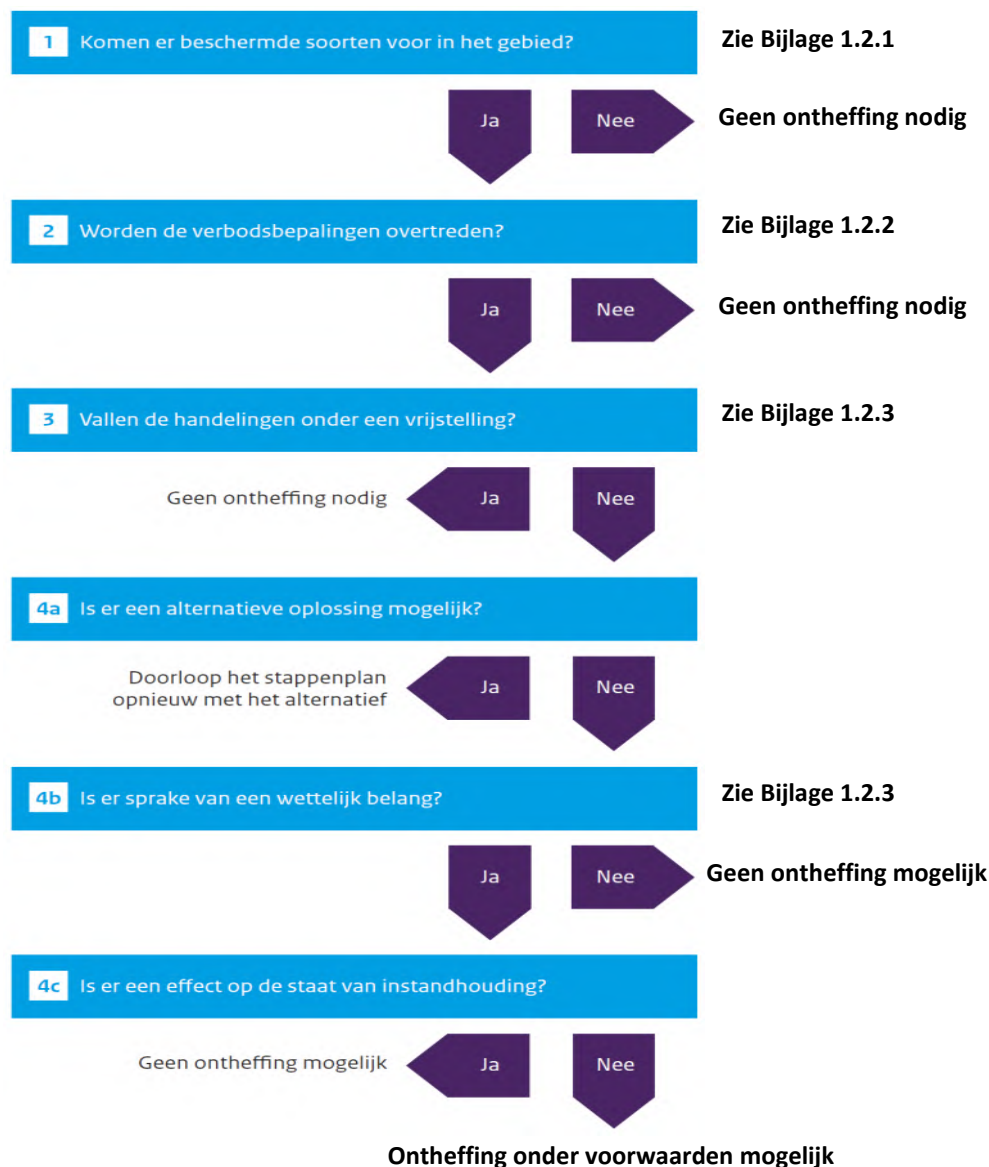 1 Komen er beschermde soorten voor in het gebied? Zie Bijlage 1.2.1
Ja Nee Geen ontheffing nodig
2 Worden de verbodsbepalingen overtreden? Zie Bijlage 1.2.2
Ja Nee Geen ontheffing nodig
3 Vallen de handelingen onder een vrijstelling? Zie Bijlage 1.2.3
Geen ontheffing nodig Ja Nee
4a Is er een alternatieve oplossing mogelijk?
Doorloop het stappenplan
opnieuw met het alternatief Ja Nee
4b Is er sprake van een wettelijk belang? Zie Bijlage 1.2.3
Ja Nee Geen ontheffing mogelijk
4c Is er een effect op de staat van instandhouding?
Geen ontheffing mogelijk Ja Nee
Ontheffing onder voorwaarden mogelijk